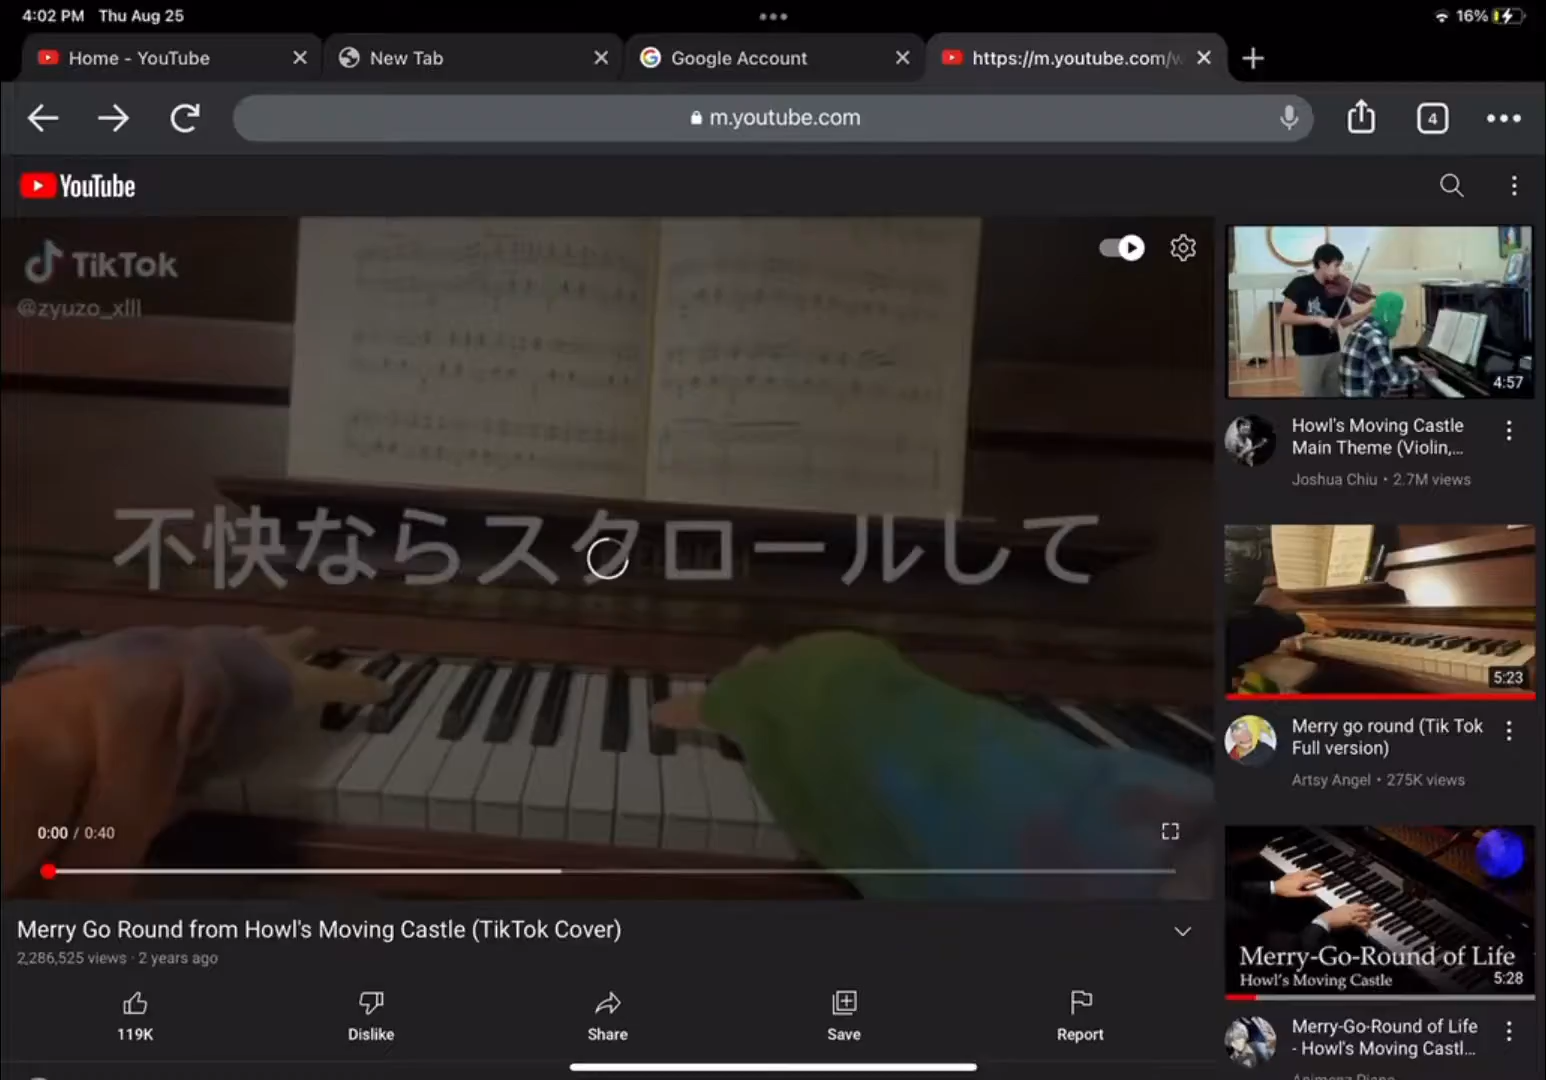 4:02 PM Thu Aug 25
16%
Home - YouTube
New Tab
Google Account
https://m.youtube.com/w
m.youtube.com
4
YouTube
TikTok
@zyuzo_xlll
不快ならスクロールして
0:00 / 0:40
Merry Go Round from Howl's Moving Castle (TikTok Cover)
2,286,525 views · 2 years ago
119K
Dislike
Share
Save
Report
4:57
Howl's Moving Castle
Main Theme (Violin,...
Joshua Chiu • 2.7M views
5:23
Merry go round (Tik Tok
Full version)
Artsy Angel • 275K views
Merry-Go-Round of Life
Howl's Moving Castle
5:28
Merry-Go-Round of Life
- Howl's Moving Castl...
Animenz Piano